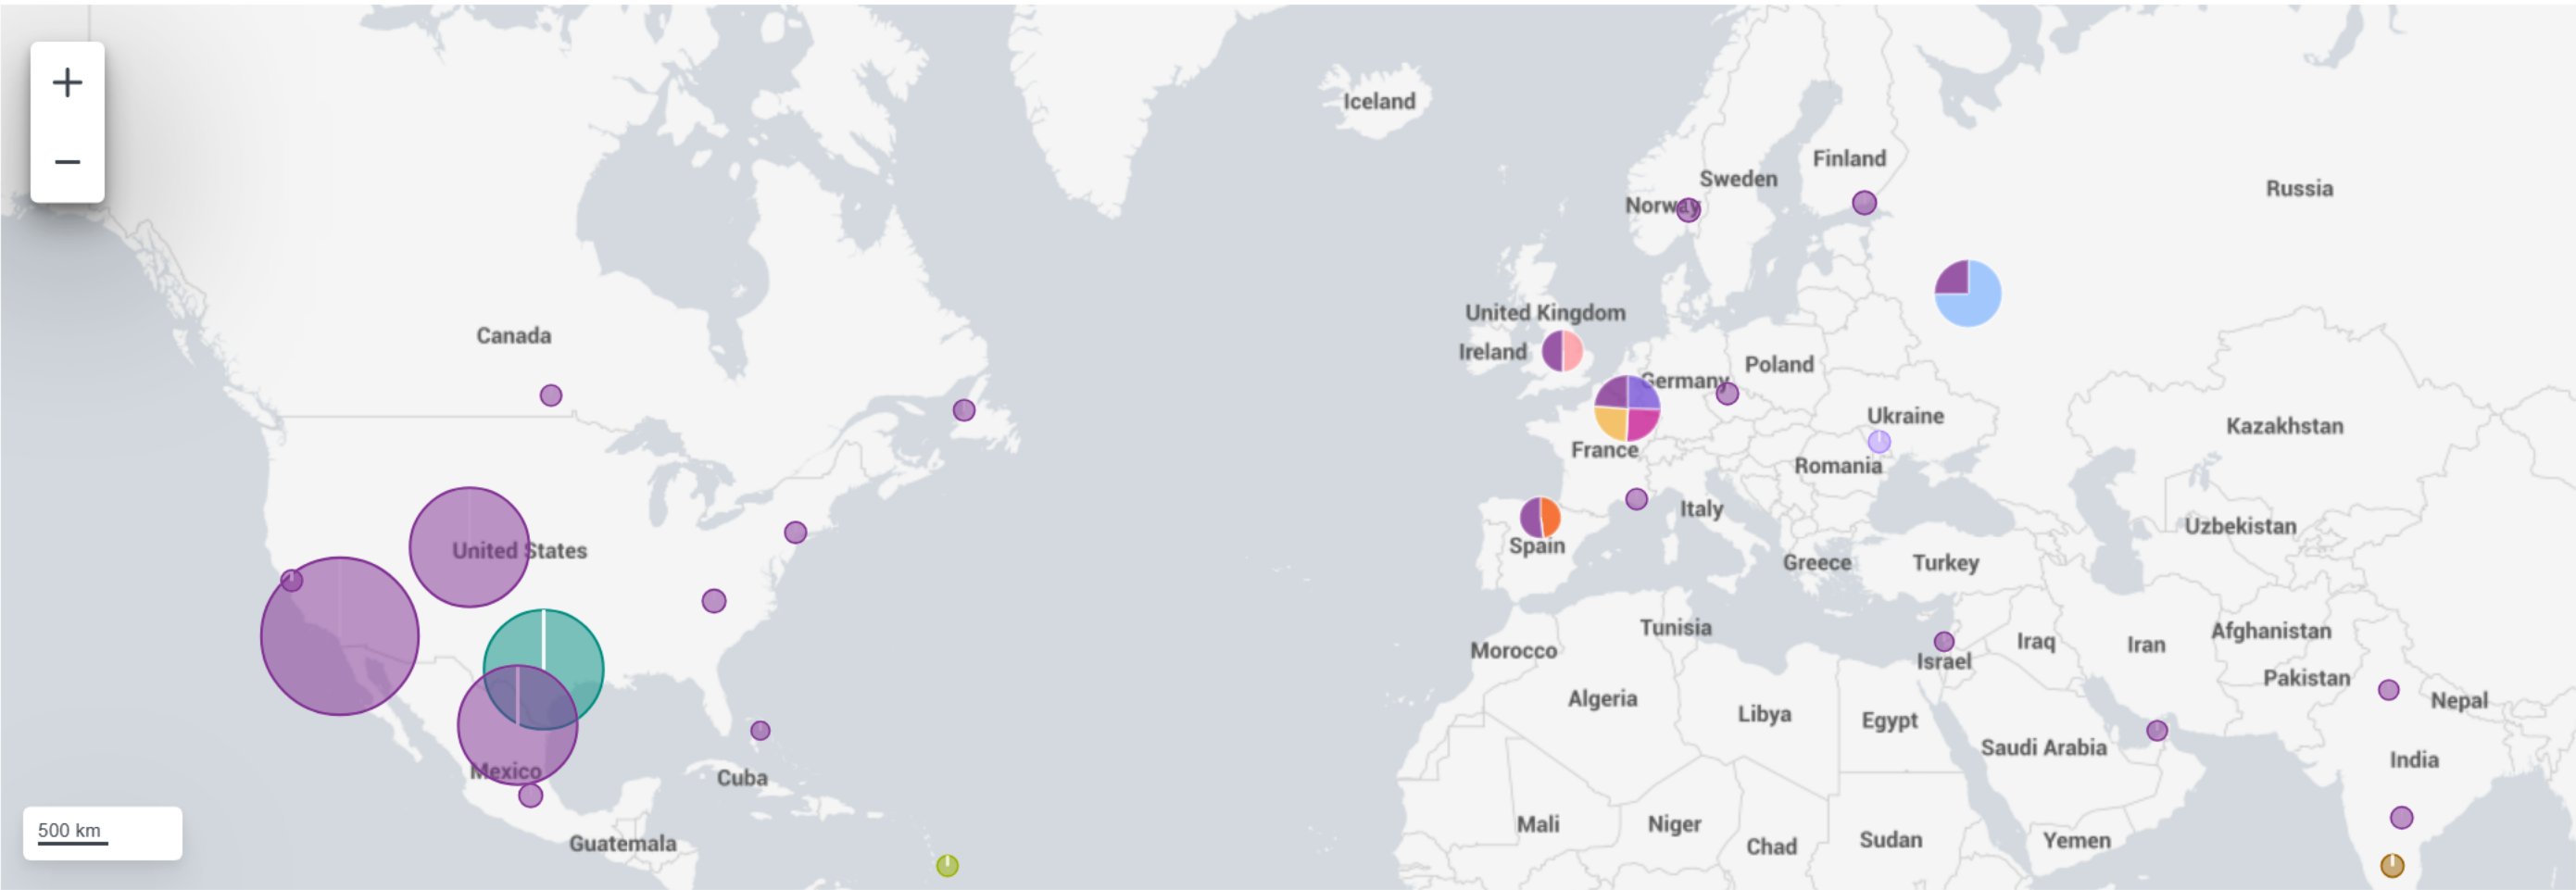 +
−
Iceland
Finland
Sweden
Russia
Norway
United Kingdom
Canada
Ireland
Poland
Germany
Ukraine
Kazakhstan
France
Romania
Italy
Uzbekistan
Spain
United States
Greece
Turkey
Tunisia
Afghanistan
Iraq
Iran
Morocco
Israel
Pakistan
Algeria
Nepal
Libya
Egypt
Saudi Arabia
India
Mexico
Cuba
Mali
Niger
500 km
Guatemala
Chad
Sudan
Yemen